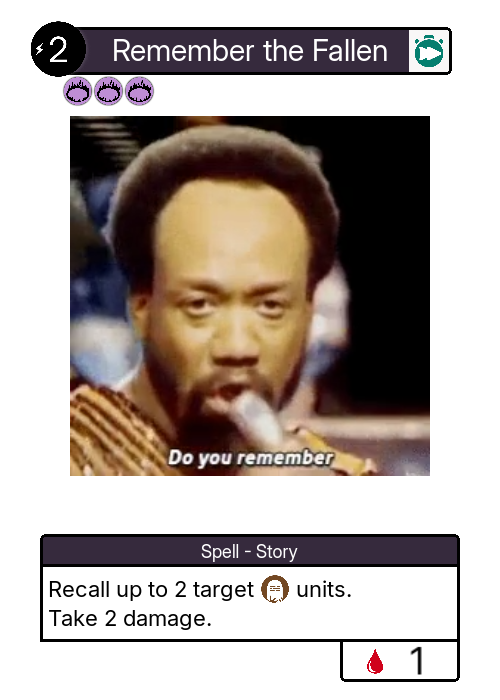 2 Remember the Fallen
Do you remember
Spell - Story
Recall up to 2 target units.
Take 2 damage.
1